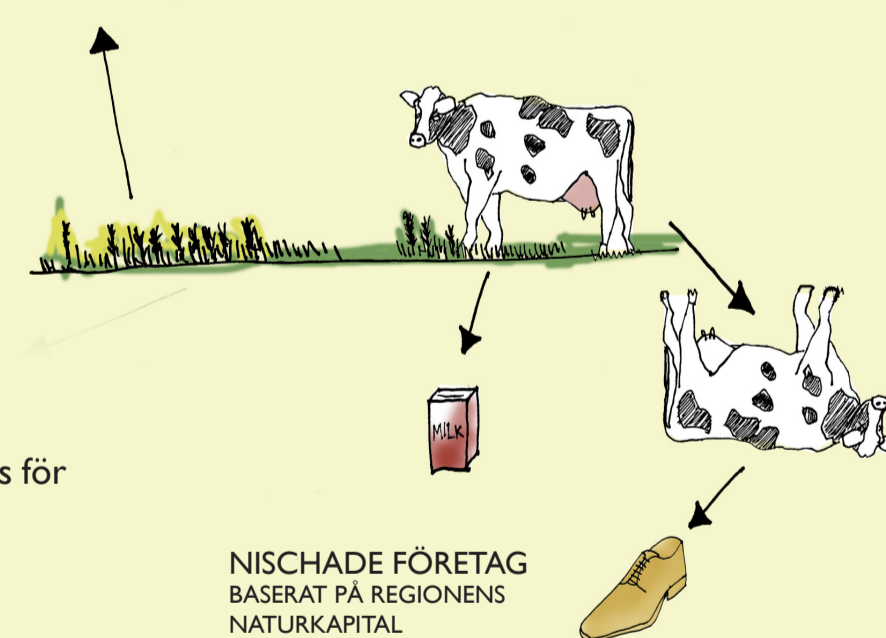 MILK
s för
NISCHADE FÖRETAG
BASERAT PÅ REGIONENS
NATURKAPITAL